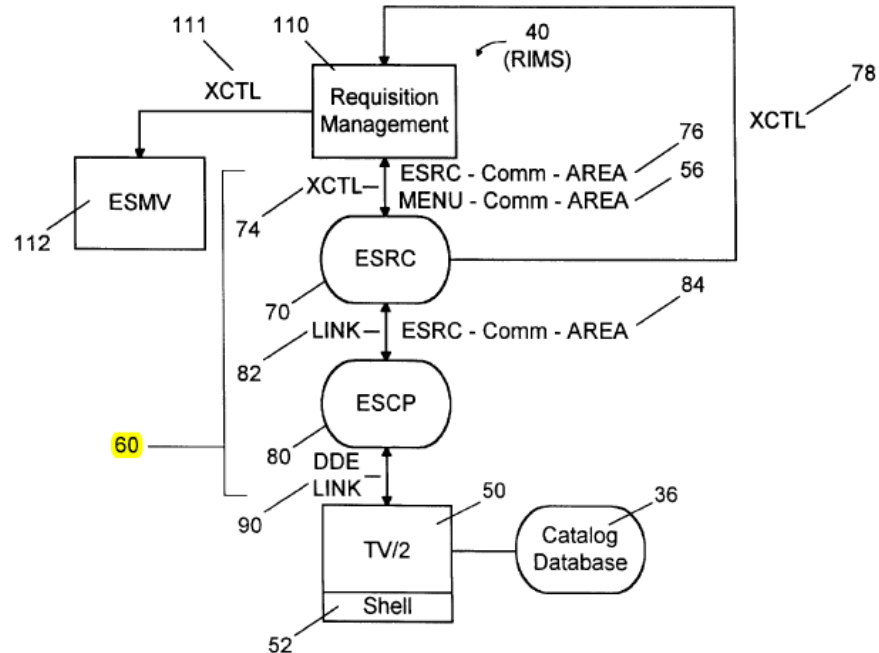 111
110
40
(RIMS)
78
XCTL
Requisition
Management
XCTL
76
ESRC - Comm - AREA
56
XCTL
MENU - Comm - AREA
ESMV
74
112
ESRC
84
70
LINK
ESRC - Comm - AREA
82
ESCP
60
80
DDE
LINK
50
36
90
TV/2
Catalog
Database
Shell
52